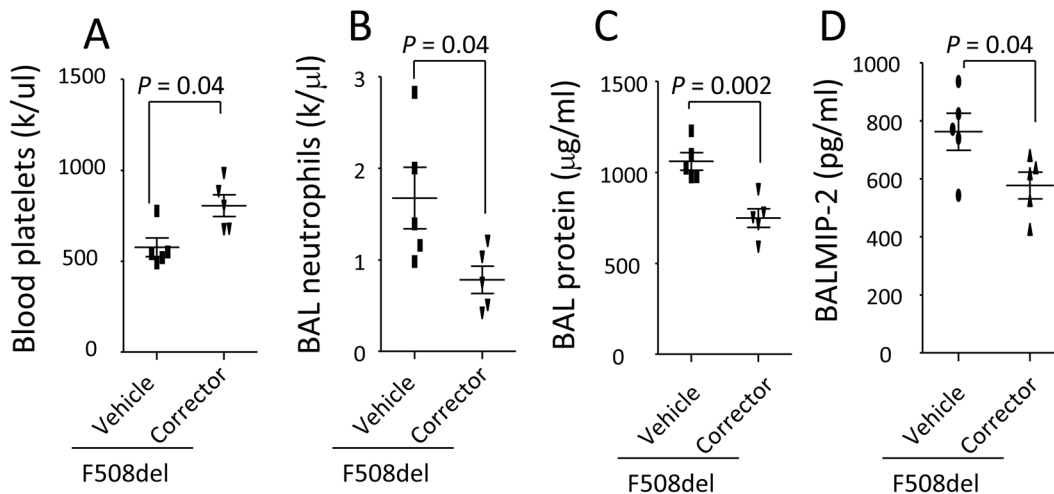 A
Blood platelets (k/ul)
1500
1000
500
0
P = 0.04
Vehicle
Corrector
F508del
B
BAL neutrophils (k/μl)
3
2
1
0
P = 0.04
Vehicle
Corrector
F508del
C
BAL protein (μg/ml)
1500
1000
500
0
P = 0.002
Vehicle
Corrector
F508del
D
BALMIP-2 (pg/ml)
1000
800
600
400
200
0
P = 0.04
Vehicle
Corrector
F508del